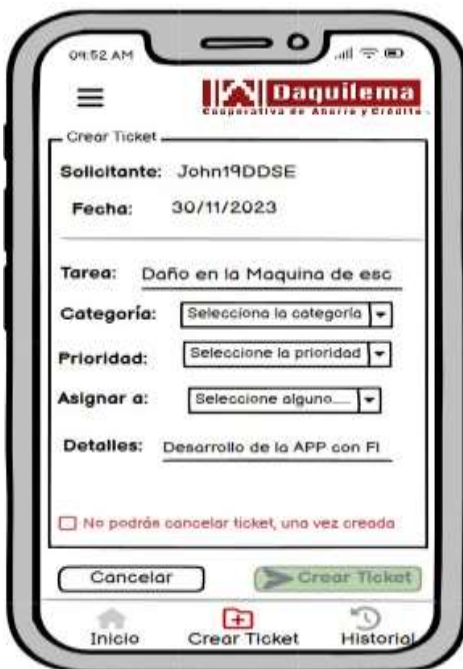 09:52 AM
Daquilema
Cooperativa de Ahorro y Crédito
Crear Ticket
Solicitante: John19DDSE
Fecha: 30/11/2023
Tarea: Daño en la Maquina de esc
Categoría: Selecciona la categoría
Prioridad: Seleccione la prioridad
Asignar a: Seleccione alguno....
Detalles: Desarrollo de la APP con Fl
No podrás cancelar ticket, una vez creada
Cancelar Crear Ticket
Inicio Crear Ticket Historial